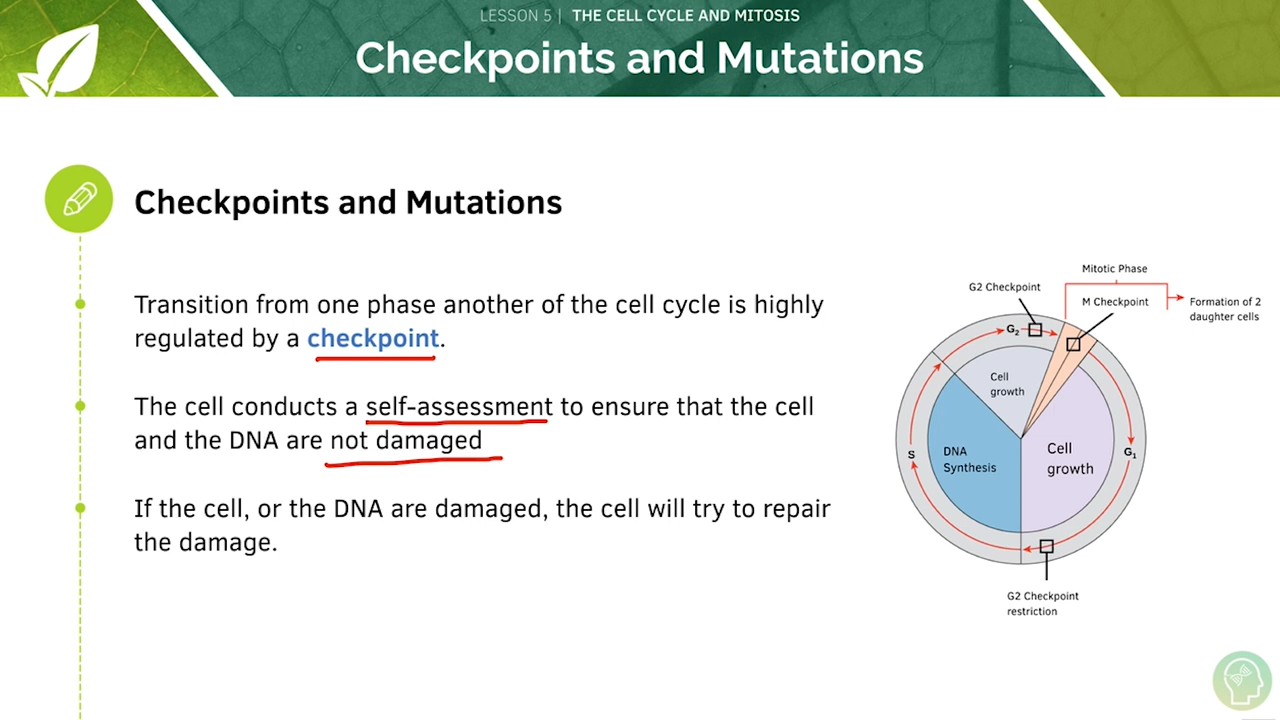 LESSON 5 | THE CELL CYCLE AND MITOSIS
Checkpoints and Mutations
Checkpoints and Mutations
Transition from one phase another of the cell cycle is highly
regulated by a checkpoint.
The cell conducts a self-assessment to ensure that the cell
and the DNA are not damaged
If the cell, or the DNA are damaged, the cell will try to repair
the damage.
Mitotic Phase
G2 Checkpoint
M Checkpoint
Formation of 2
daughter cells
G₂
Cell
growth
S
DNA
Synthesis
Cell
growth
G₁
G2 Checkpoint
restriction